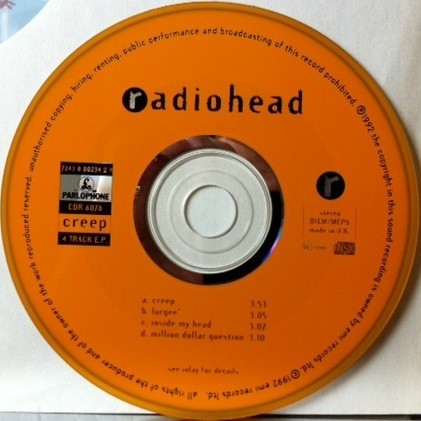 unauthorised copying, hiring, renting, public performance and broadcasting of this record prohibited. ℗1992 the copyright in this sound recording is owned by emi records ltd. ©1992 emi records ltd. all rights of the producer and of the owner of the work reproduced reserved.
radiohead
7243 8 80234 2
PARLOPHONE
CDR 6078
creep
4 TRACK E.P.
r
stereo
BIEM/MCPS
made in U.K.
a. creep 3.53
b. lurgee 3.05
c. inside my head 3.07
d. million dollar question 3.10
see inlay for details